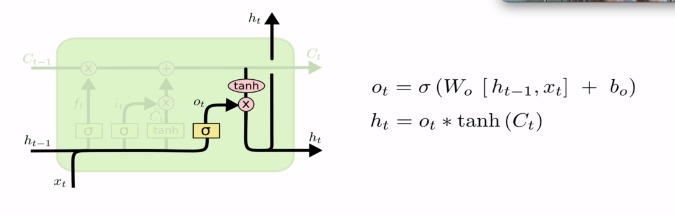 h_t
C_{t-1}
C_t
tanh
f_t
i_t
o_t
C̃_t
σ
σ
tanh
σ
h_{t-1}
h_t
x_t
o_t = σ (W_o [h_{t-1}, x_t] + b_o)
h_t = o_t * tanh (C_t)